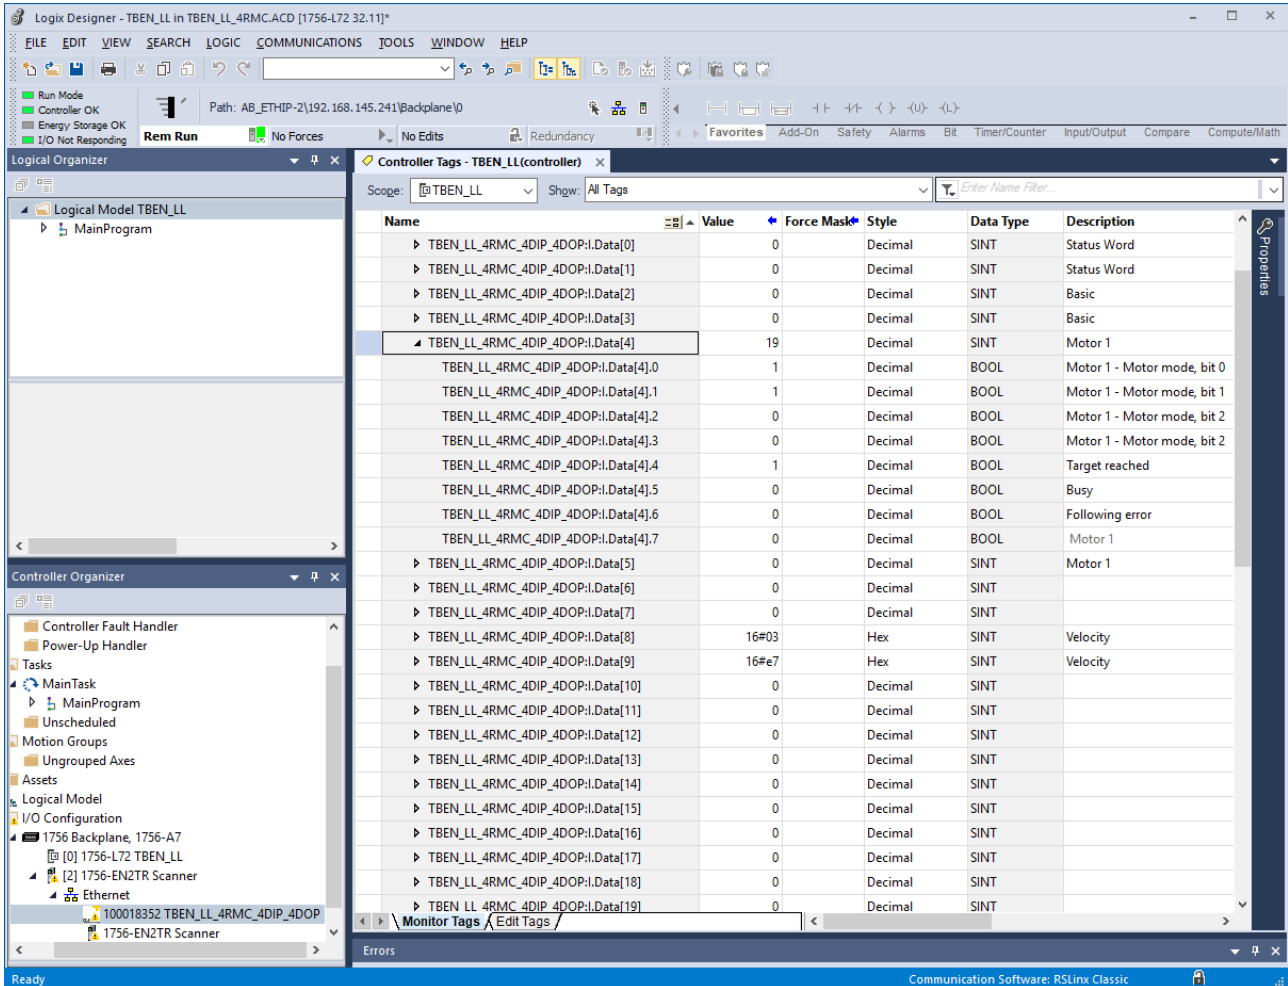 Logix Designer - TBEN_LL in TBEN_LL_4RMC.ACD [1756-L72 32.11]*
FILE EDIT VIEW SEARCH LOGIC COMMUNICATIONS TOOLS WINDOW HELP
Run Mode
Controller OK
Energy Storage OK
I/O Not Responding
Path: AB_ETHIP-2\192.168.145.241\Backplane\0
Rem Run No Forces No Edits Redundancy
Favorites Add-On Safety Alarms Bit Timer/Counter Input/Output Compare Compute/Math
Logical Organizer
Logical Model TBEN_LL
MainProgram
Controller Organizer
Controller Fault Handler
Power-Up Handler
Tasks
MainTask
MainProgram
Unscheduled
Motion Groups
Ungrouped Axes
Assets
Logical Model
I/O Configuration
1756 Backplane, 1756-A7
[0] 1756-L72 TBEN_LL
[2] 1756-EN2TR Scanner
Ethernet
100018352 TBEN_LL_4RMC_4DIP_4DOP
1756-EN2TR Scanner
Controller Tags - TBEN_LL(controller)
Scope: TBEN_LL Show: All Tags Enter Name Filter...
Name Value Force Mask Style Data Type Description
TBEN_LL_4RMC_4DIP_4DOP:I.Data[0] 0 Decimal SINT Status Word
TBEN_LL_4RMC_4DIP_4DOP:I.Data[1] 0 Decimal SINT Status Word
TBEN_LL_4RMC_4DIP_4DOP:I.Data[2] 0 Decimal SINT Basic
TBEN_LL_4RMC_4DIP_4DOP:I.Data[3] 0 Decimal SINT Basic
TBEN_LL_4RMC_4DIP_4DOP:I.Data[4] 19 Decimal SINT Motor 1
TBEN_LL_4RMC_4DIP_4DOP:I.Data[4].0 1 Decimal BOOL Motor 1 - Motor mode, bit 0
TBEN_LL_4RMC_4DIP_4DOP:I.Data[4].1 1 Decimal BOOL Motor 1 - Motor mode, bit 1
TBEN_LL_4RMC_4DIP_4DOP:I.Data[4].2 0 Decimal BOOL Motor 1 - Motor mode, bit 2
TBEN_LL_4RMC_4DIP_4DOP:I.Data[4].3 0 Decimal BOOL Motor 1 - Motor mode, bit 2
TBEN_LL_4RMC_4DIP_4DOP:I.Data[4].4 1 Decimal BOOL Target reached
TBEN_LL_4RMC_4DIP_4DOP:I.Data[4].5 0 Decimal BOOL Busy
TBEN_LL_4RMC_4DIP_4DOP:I.Data[4].6 0 Decimal BOOL Following error
TBEN_LL_4RMC_4DIP_4DOP:I.Data[4].7 0 Decimal BOOL Motor 1
TBEN_LL_4RMC_4DIP_4DOP:I.Data[5] 0 Decimal SINT Motor 1
TBEN_LL_4RMC_4DIP_4DOP:I.Data[6] 0 Decimal SINT
TBEN_LL_4RMC_4DIP_4DOP:I.Data[7] 0 Decimal SINT
TBEN_LL_4RMC_4DIP_4DOP:I.Data[8] 16#03 Hex SINT Velocity
TBEN_LL_4RMC_4DIP_4DOP:I.Data[9] 16#e7 Hex SINT Velocity
TBEN_LL_4RMC_4DIP_4DOP:I.Data[10] 0 Decimal SINT
TBEN_LL_4RMC_4DIP_4DOP:I.Data[11] 0 Decimal SINT
TBEN_LL_4RMC_4DIP_4DOP:I.Data[12] 0 Decimal SINT
TBEN_LL_4RMC_4DIP_4DOP:I.Data[13] 0 Decimal SINT
TBEN_LL_4RMC_4DIP_4DOP:I.Data[14] 0 Decimal SINT
TBEN_LL_4RMC_4DIP_4DOP:I.Data[15] 0 Decimal SINT
TBEN_LL_4RMC_4DIP_4DOP:I.Data[16] 0 Decimal SINT
TBEN_LL_4RMC_4DIP_4DOP:I.Data[17] 0 Decimal SINT
TBEN_LL_4RMC_4DIP_4DOP:I.Data[18] 0 Decimal SINT
TBEN_LL_4RMC_4DIP_4DOP:I.Data[19] 0 Decimal SINT
Monitor Tags Edit Tags
Properties
Errors
Ready Communication Software: RSLinx Classic